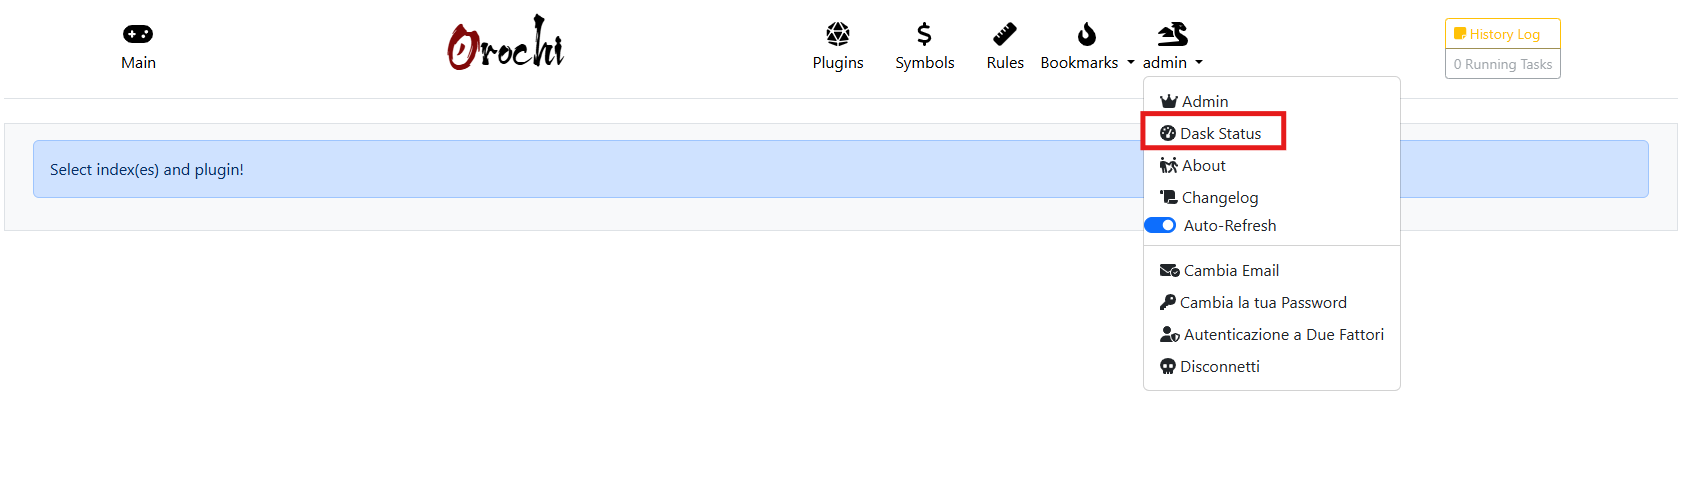 Main
Orochi
Plugins
Symbols
Rules
Bookmarks
admin
History Log
0 Running Tasks
Select index(es) and plugin!
Admin
Dask Status
About
Changelog
Auto-Refresh
Cambia Email
Cambia la tua Password
Autenticazione a Due Fattori
Disconnetti